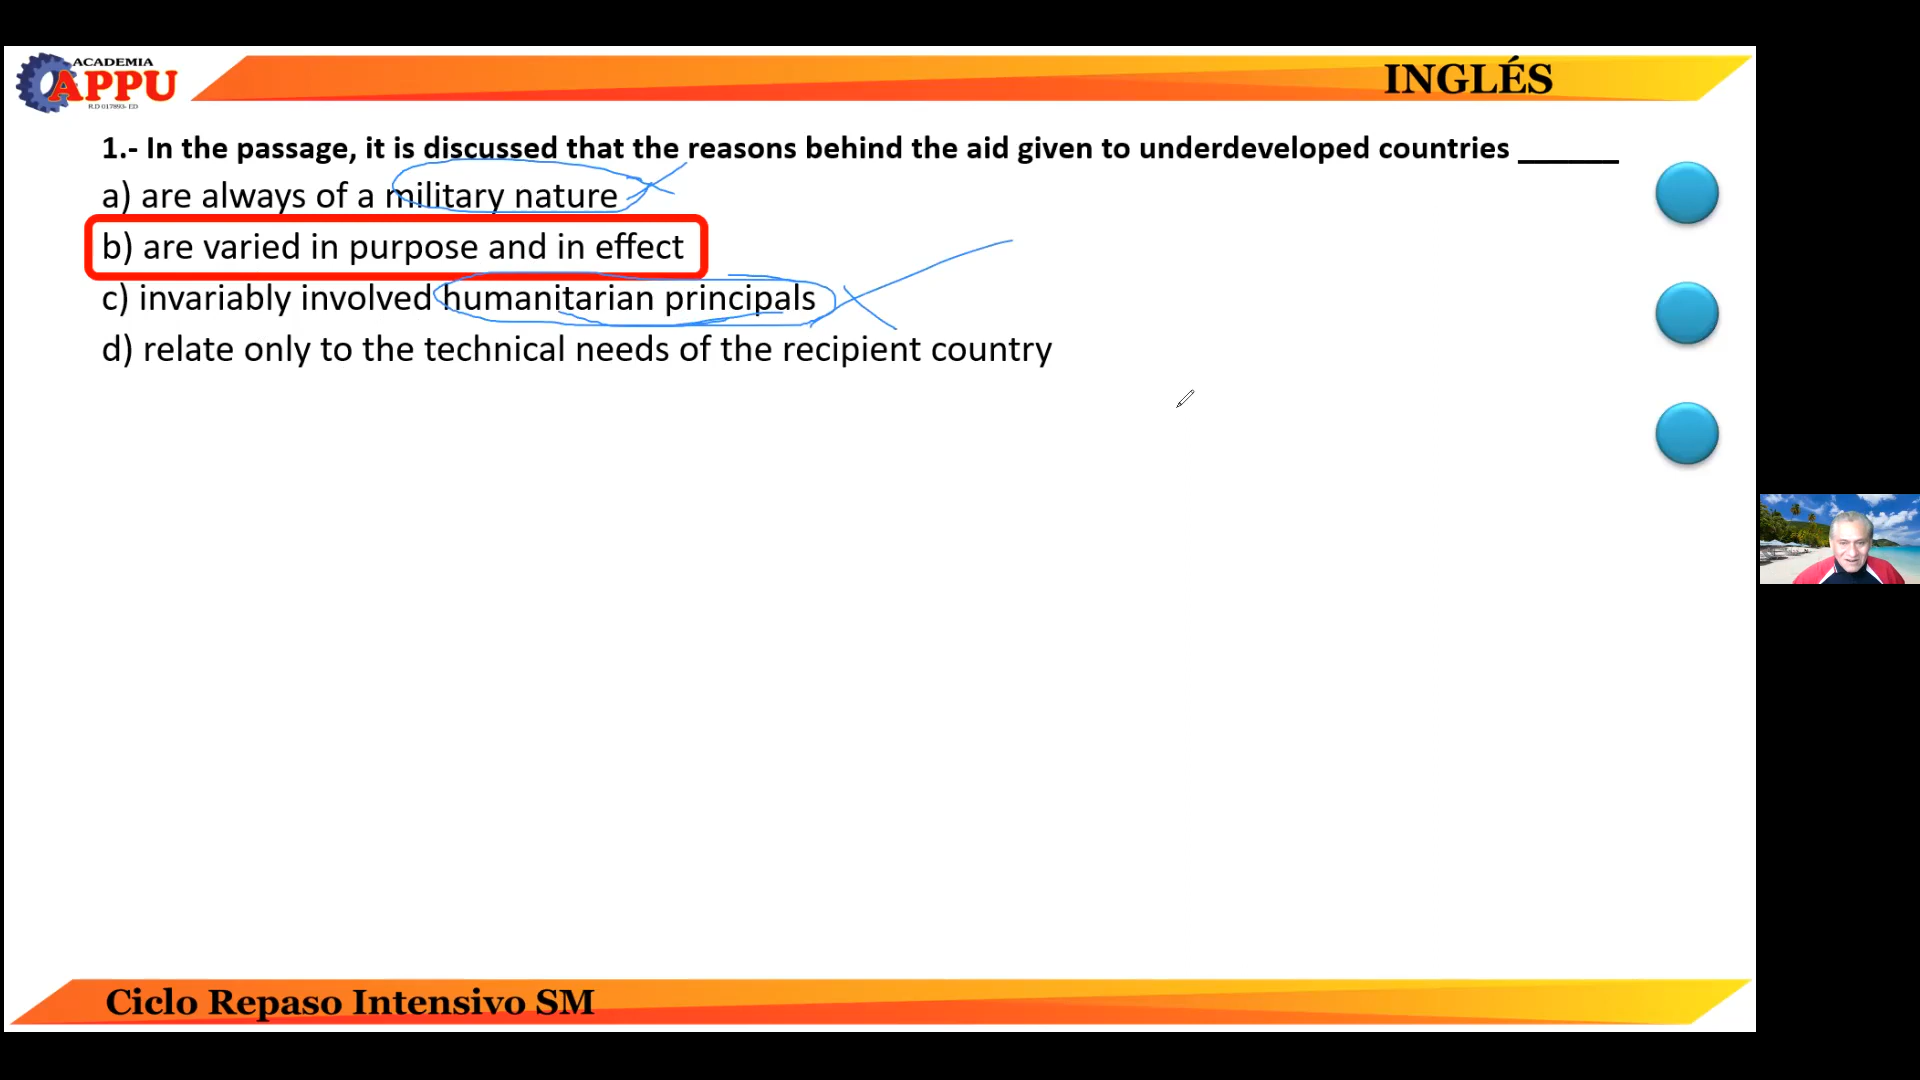 ACADEMIA
APPU
R.D 017893- ED
INGLÉS
1.- In the passage, it is discussed that the reasons behind the aid given to underdeveloped countries ______
a) are always of a military nature
b) are varied in purpose and in effect
c) invariably involved humanitarian principals
d) relate only to the technical needs of the recipient country
Ciclo Repaso Intensivo SM